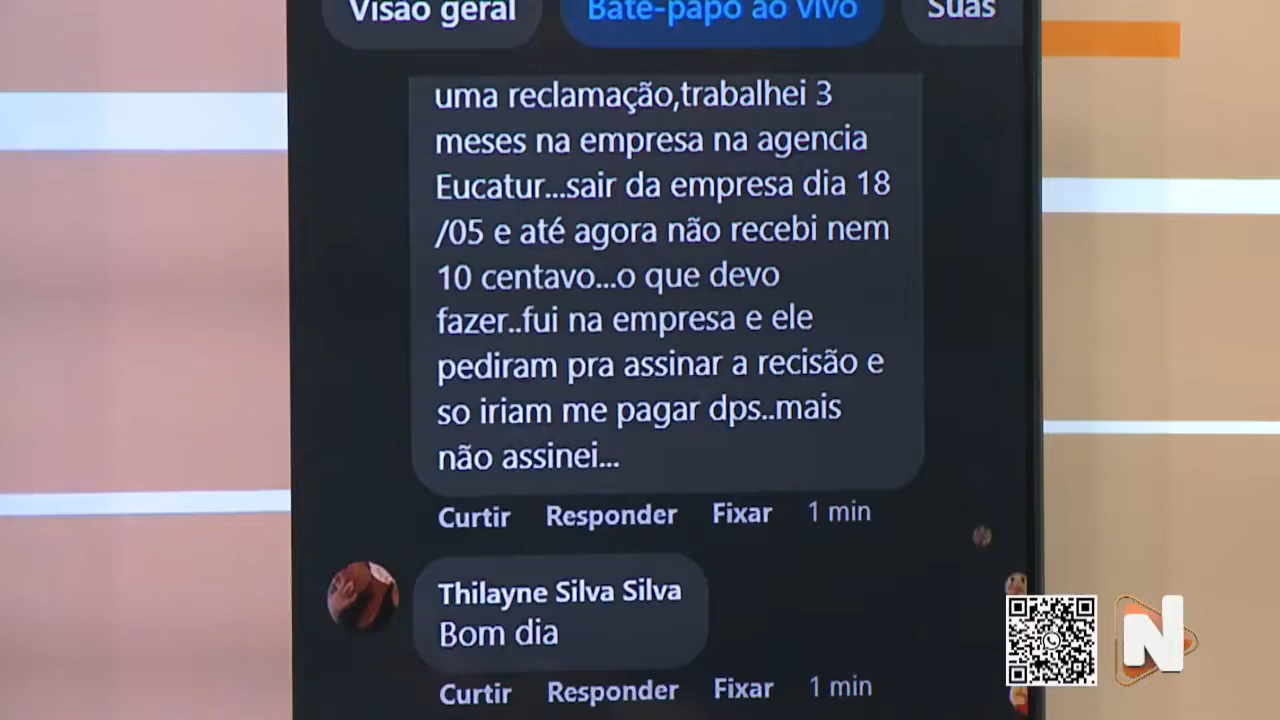 Visão geral
Bate-papo ao vivo
Suas
uma reclamação,trabalhei 3
meses na empresa na agencia
Eucatur...sair da empresa dia 18
/05 e até agora não recebi nem
10 centavo...o que devo
fazer..fui na empresa e ele
pediram pra assinar a recisão e
so iriam me pagar dps..mais
não assinei...
Curtir Responder Fixar 1 min
Thilayne Silva Silva
Bom dia
Curtir Responder Fixar 1 min
N